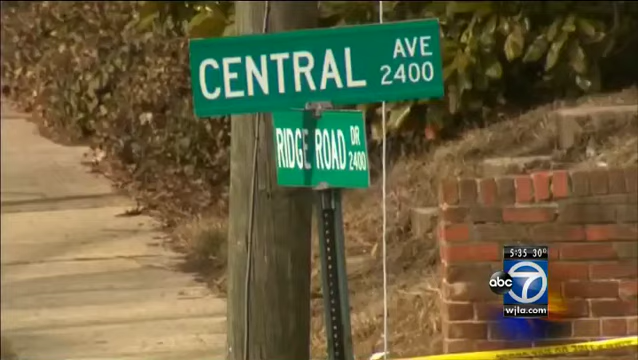 CENTRAL AVE 2400
RIDGE ROAD DR 2400
5:35 30°
abc 7
wjla.com